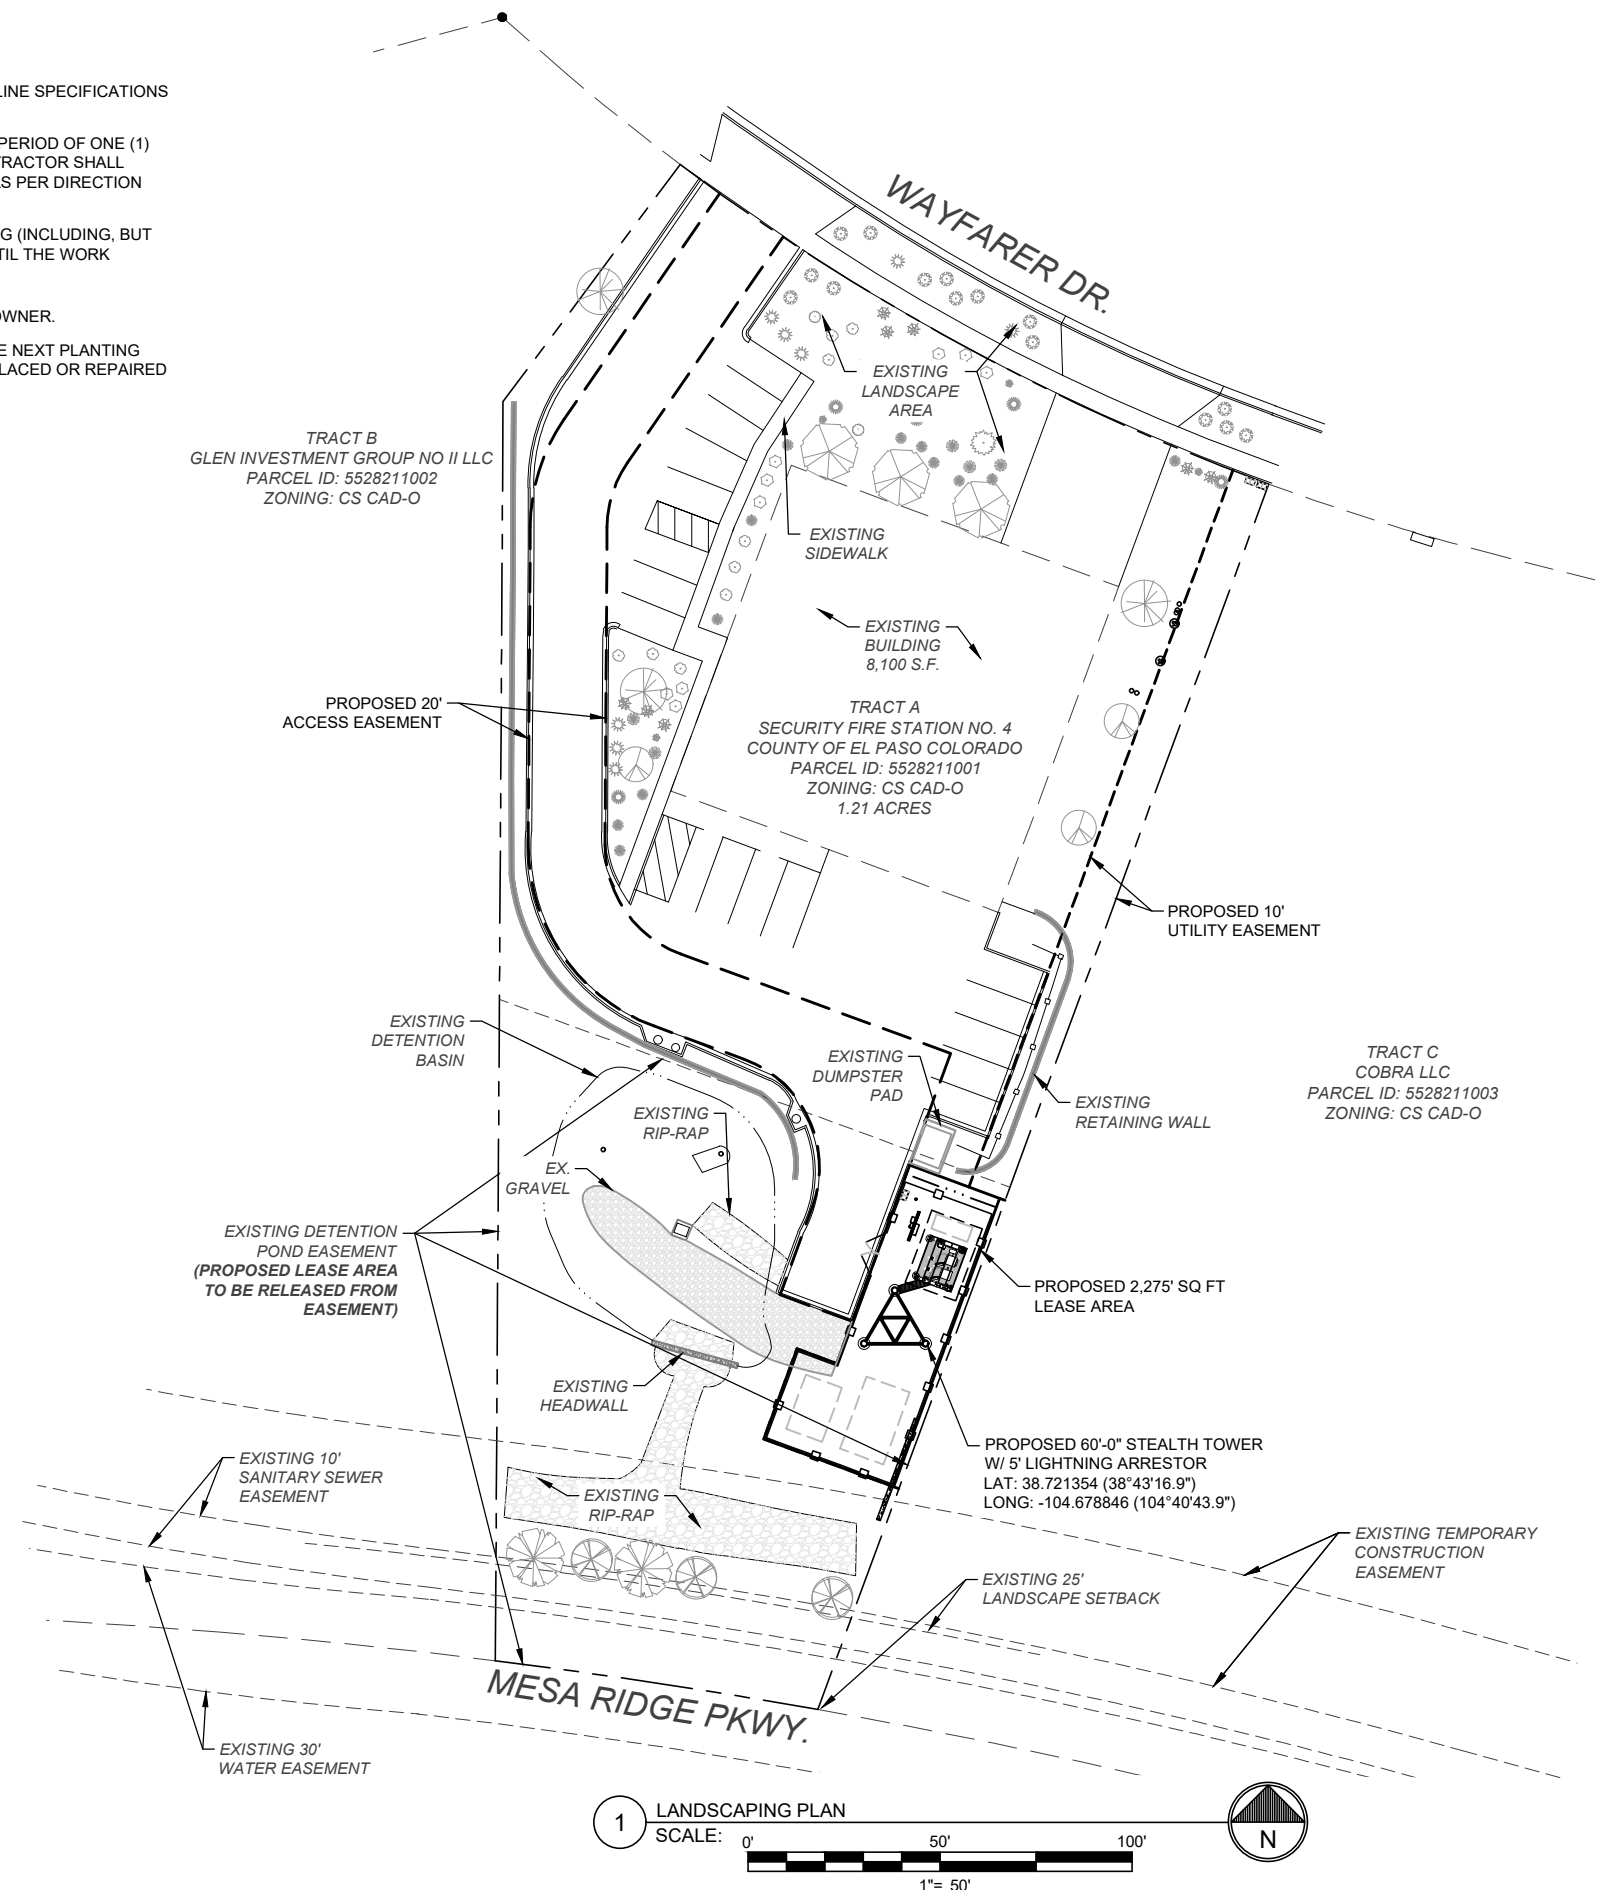 LINE SPECIFICATIONS
PERIOD OF ONE (1)
TRACTOR SHALL
AS PER DIRECTION
G (INCLUDING, BUT
TIL THE WORK
OWNER.
E NEXT PLANTING
LACED OR REPAIRED
WAYFARER DR.
EXISTING
LANDSCAPE
AREA
TRACT B
GLEN INVESTMENT GROUP NO II LLC
PARCEL ID: 5528211002
ZONING: CS CAD-O
EXISTING
SIDEWALK
EXISTING
BUILDING
8,100 S.F.
PROPOSED 20'
ACCESS EASEMENT
TRACT A
SECURITY FIRE STATION NO. 4
COUNTY OF EL PASO COLORADO
PARCEL ID: 5528211001
ZONING: CS CAD-O
1.21 ACRES
PROPOSED 10'
UTILITY EASEMENT
EXISTING
DETENTION
BASIN
EXISTING
DUMPSTER
PAD
TRACT C
COBRA LLC
PARCEL ID: 5528211003
ZONING: CS CAD-O
EXISTING
RIP-RAP
EXISTING
RETAINING WALL
EX.
GRAVEL
EXISTING DETENTION
POND EASEMENT
(PROPOSED LEASE AREA
TO BE RELEASED FROM
EASEMENT)
PROPOSED 2,275' SQ FT
LEASE AREA
EXISTING
HEADWALL
PROPOSED 60'-0" STEALTH TOWER
W/ 5' LIGHTNING ARRESTOR
LAT: 38.721354 (38°43'16.9")
LONG: -104.678846 (104°40'43.9")
EXISTING 10'
SANITARY SEWER
EASEMENT
EXISTING
RIP-RAP
EXISTING TEMPORARY
CONSTRUCTION
EASEMENT
EXISTING 25'
LANDSCAPE SETBACK
MESA RIDGE PKWY.
EXISTING 30'
WATER EASEMENT
1
LANDSCAPING PLAN
SCALE:
0' 50' 100'
1"= 50'
N